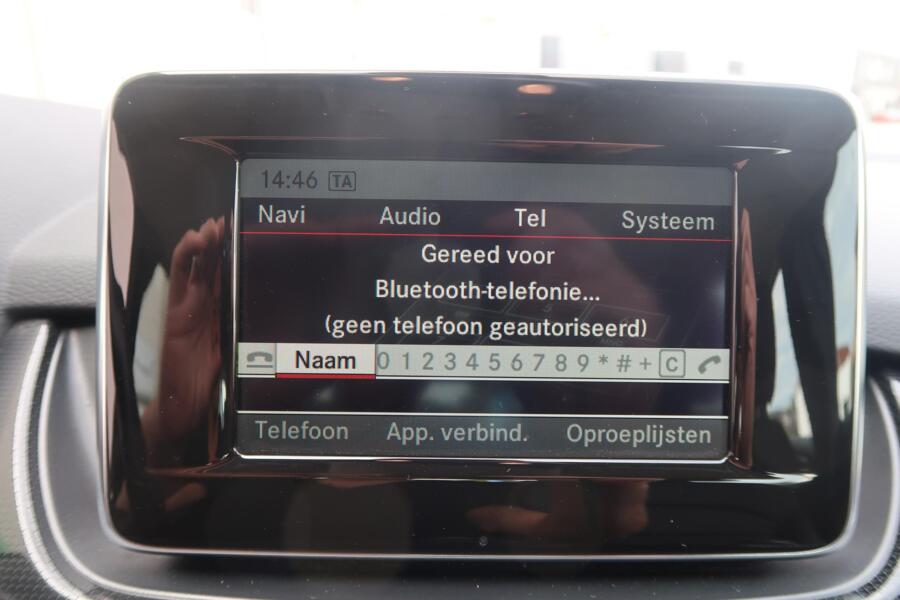 14:46 TA
Navi Audio Tel Systeem
Gereed voor
Bluetooth-telefonie...
(geen telefoon geautoriseerd)
Naam 0 1 2 3 4 5 6 7 8 9 * # + C
Telefoon App. verbind. Oproeplijsten